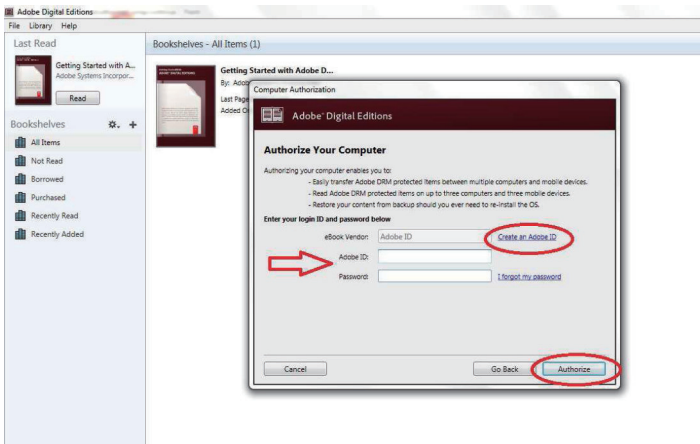 Adobe Digital Editions
File Library Help
Last Read
Getting Started with A...
Adobe Systems Incorpor...
Read
Bookshelves
All Items
Not Read
Borrowed
Purchased
Recently Read
Recently Added
Bookshelves - All Items (1)
Getting Started with Adobe D...
By: Adob
Last Page
Added O
Computer Authorization
Adobe® Digital Editions
Authorize Your Computer
Authorizing your computer enables you to:
- Easily transfer Adobe DRM protected items between multiple computers and mobile devices.
- Read Adobe DRM protected items on up to three computers and three mobile devices.
- Restore your content from backup should you ever need to re-install the OS.
Enter your login ID and password below
eBook Vendor: Adobe ID Create an Adobe ID
Adobe ID:
Password: I forgot my password
Cancel Go Back Authorize